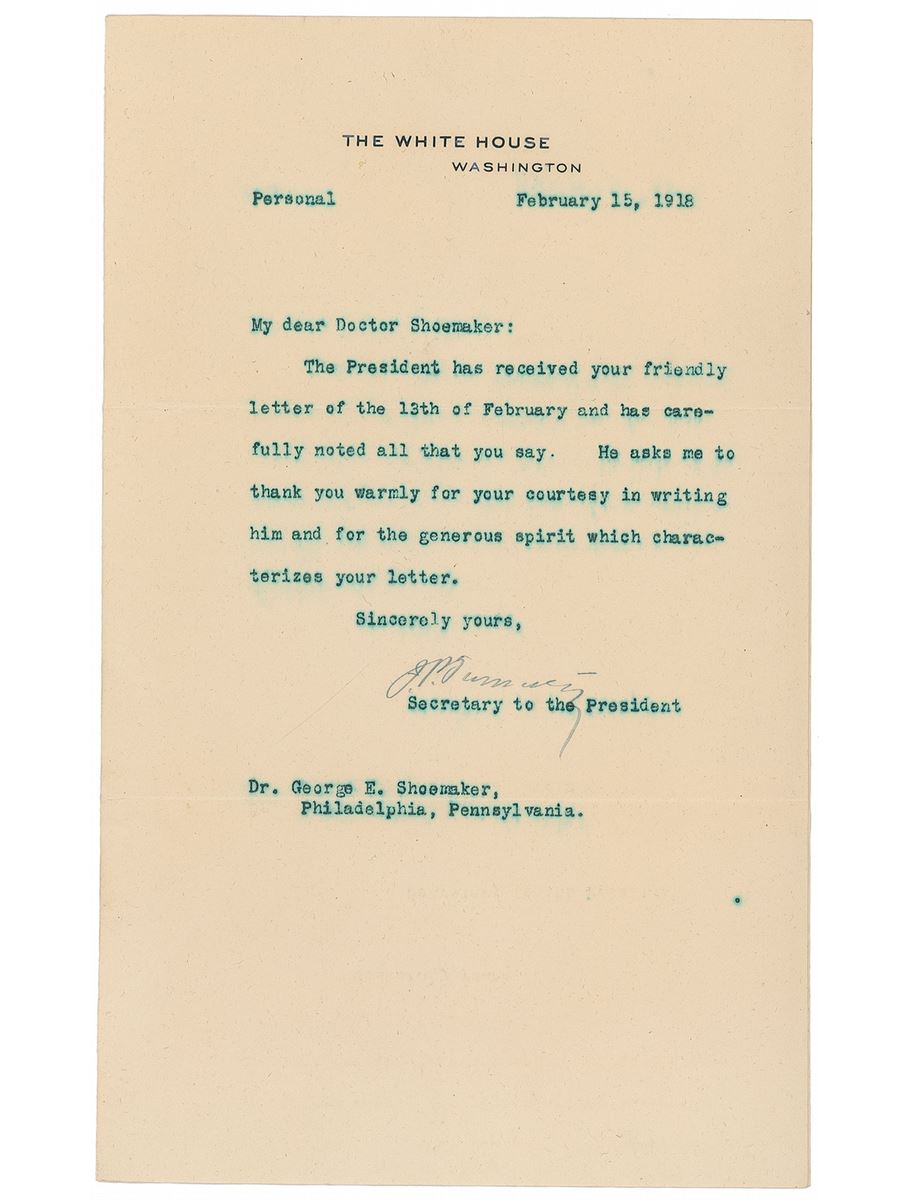 THE WHITE HOUSE
WASHINGTON
Personal February 15, 1918
My dear Doctor Shoemaker:
The President has received your friendly
letter of the 13th of February and has care-
fully noted all that you say. He asks me to
thank you warmly for your courtesy in writing
him and for the generous spirit which charac-
terizes your letter.
Sincerely yours,
J.P. Tumulty
Secretary to the President
Dr. George E. Shoemaker,
Philadelphia, Pennsylvania.